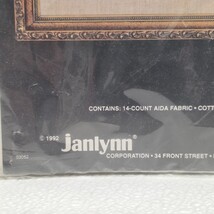 CONTAINS: 14-COUNT AIDA FABRIC • COTT
© 1992 janlynn
CORPORATION • 34 FRONT STREET •